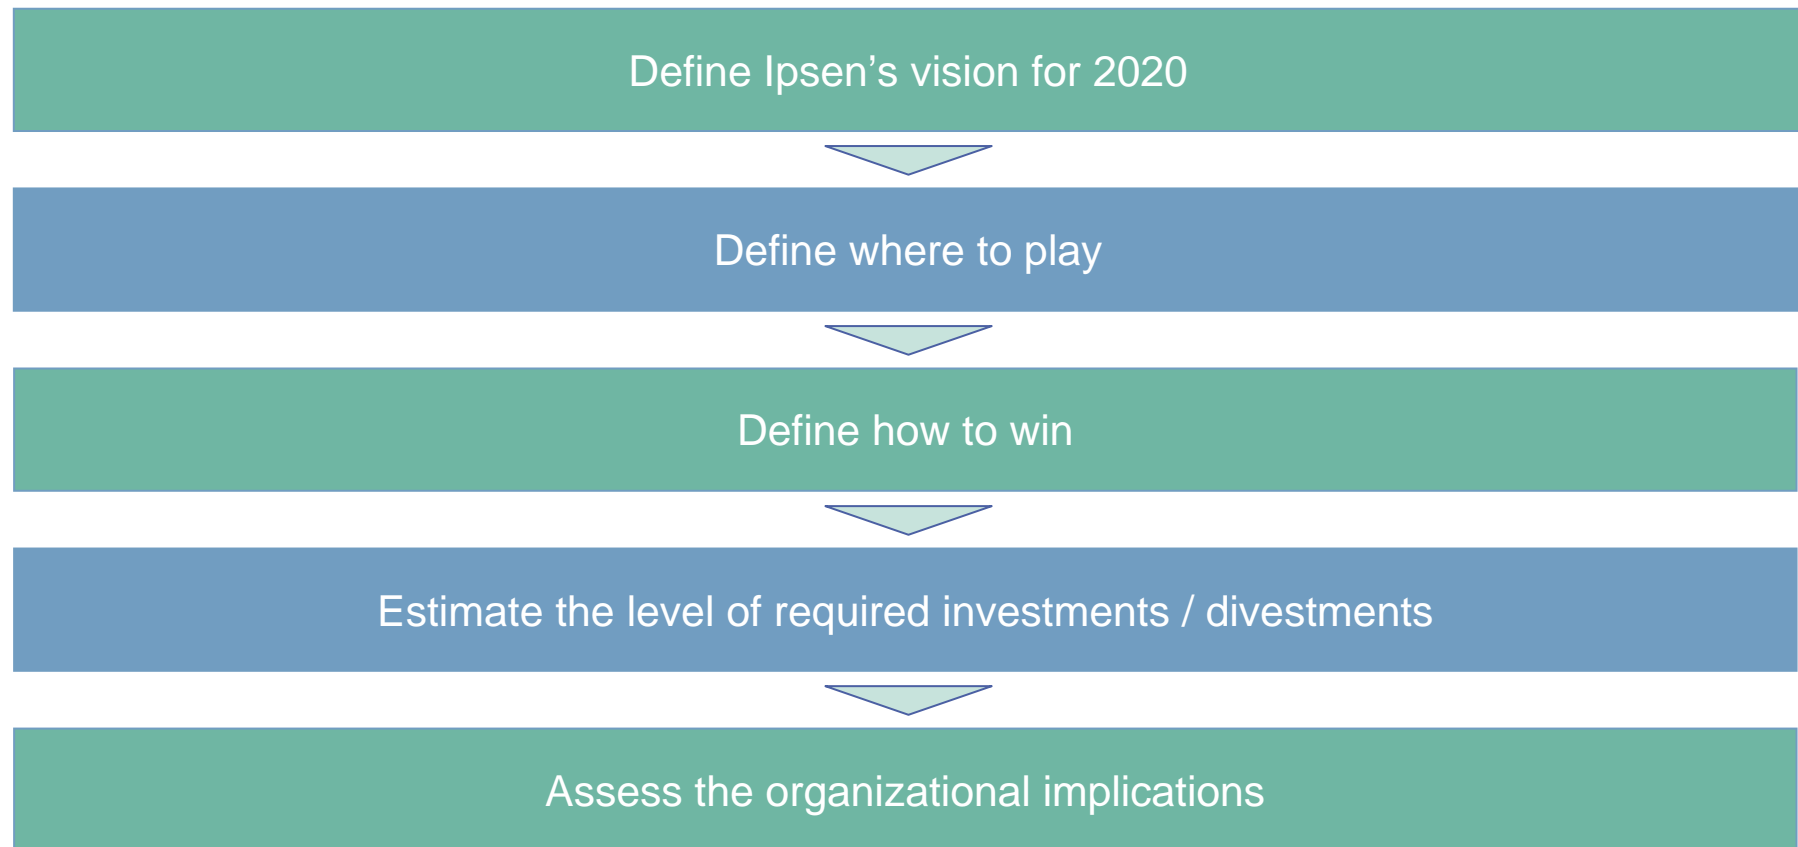 Define Ipsen’s vision for 2020
Define where to play
Define how to win
Estimate the level of required investments / divestments
Assess the organizational implications